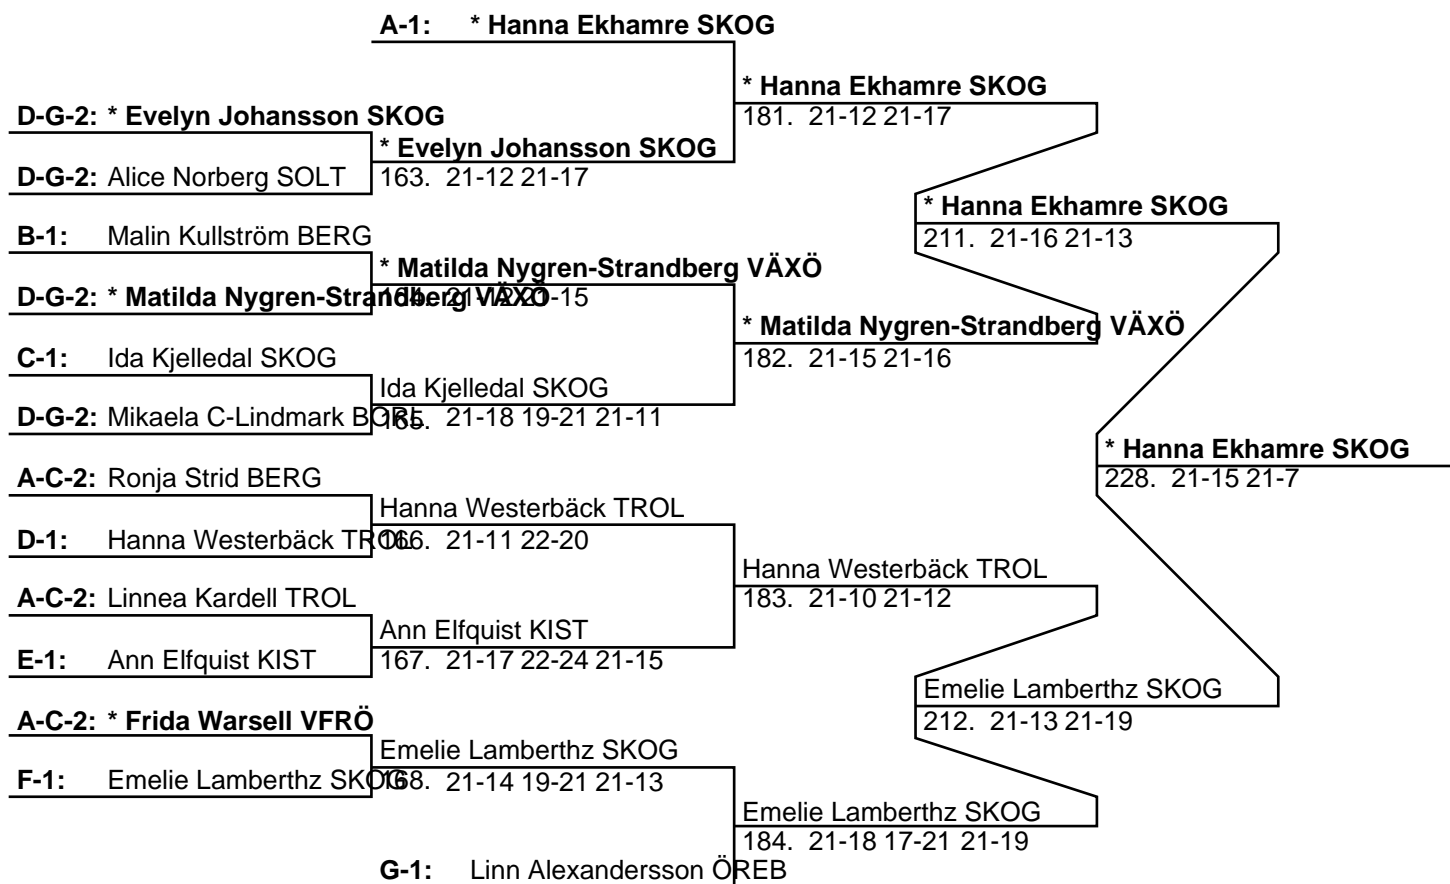 A-1: * Hanna Ekhamre SKOG
* Hanna Ekhamre SKOG
181. 21-12 21-17
D-G-2: * Evelyn Johansson SKOG
* Evelyn Johansson SKOG
D-G-2: Alice Norberg SOLT
163. 21-12 21-17
* Hanna Ekhamre SKOG
211. 21-16 21-13
B-1: Malin Kullström BERG
* Matilda Nygren-Strandberg VÄXÖ
D-G-2: * Matilda Nygren-Strandberg VÄXÖ
21-15
* Matilda Nygren-Strandberg VÄXÖ
182. 21-15 21-16
C-1: Ida Kjelledal SKOG
Ida Kjelledal SKOG
D-G-2: Mikaela C-Lindmark BORL
165. 21-18 19-21 21-11
* Hanna Ekhamre SKOG
228. 21-15 21-7
A-C-2: Ronja Strid BERG
Hanna Westerbäck TROL
D-1: Hanna Westerbäck TROL
166. 21-11 22-20
Hanna Westerbäck TROL
183. 21-10 21-12
A-C-2: Linnea Kardell TROL
Ann Elfquist KIST
E-1: Ann Elfquist KIST
167. 21-17 22-24 21-15
Emelie Lamberthz SKOG
212. 21-13 21-19
A-C-2: * Frida Warsell VFRÖ
Emelie Lamberthz SKOG
F-1: Emelie Lamberthz SKOG
168. 21-14 19-21 21-13
Emelie Lamberthz SKOG
184. 21-18 17-21 21-19
G-1: Linn Alexandersson ÖREB